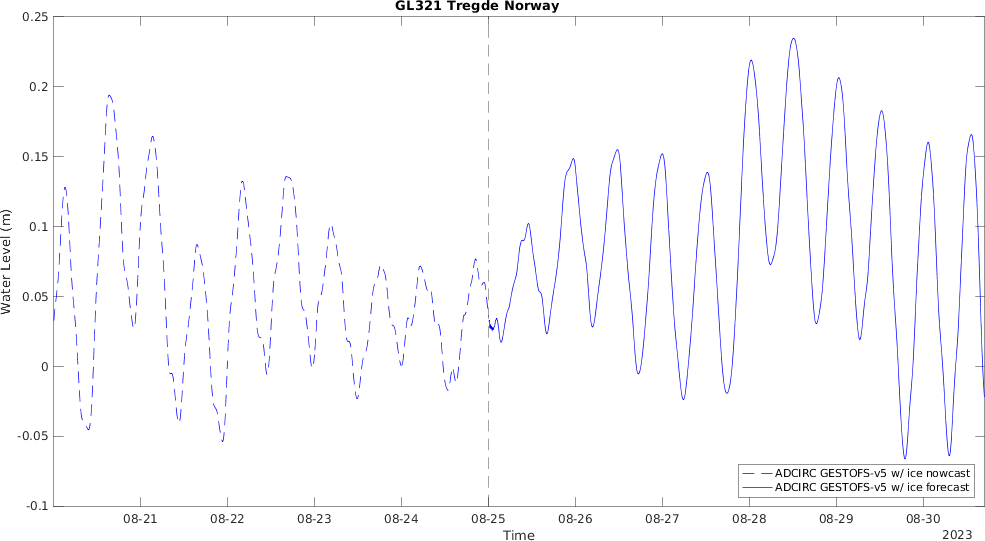 GL321 Tregde Norway
Water Level (m)
0.25
0.2
0.15
0.1
0.05
0
-0.05
-0.1
08-21 08-22 08-23 08-24 08-25 08-26 08-27 08-28 08-29 08-30
Time
2023
ADCIRC GESTOFS-v5 w/ ice nowcast
ADCIRC GESTOFS-v5 w/ ice forecast